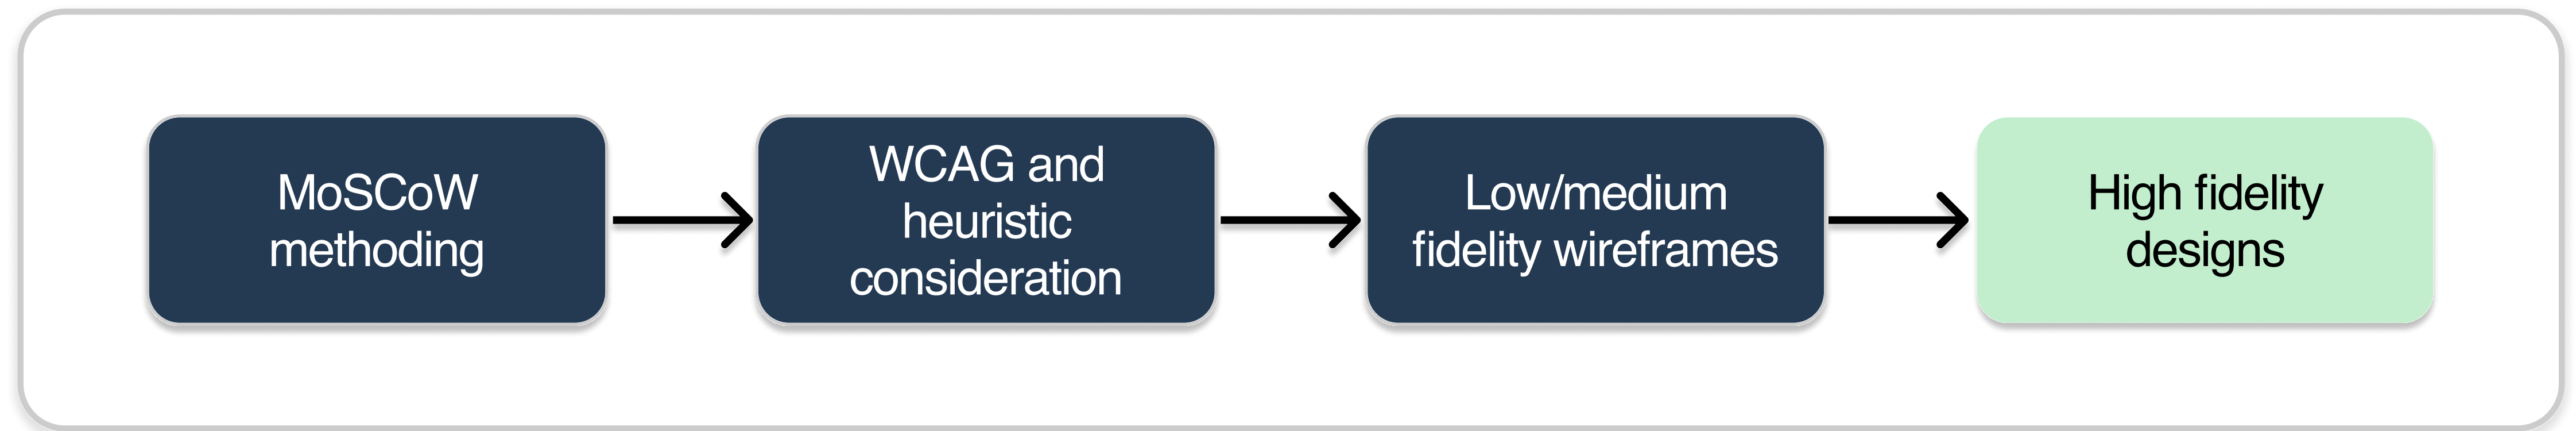 MoSCoW
methoding
WCAG and
heuristic
consideration
Low/medium
fidelity wireframes
High fidelity
designs